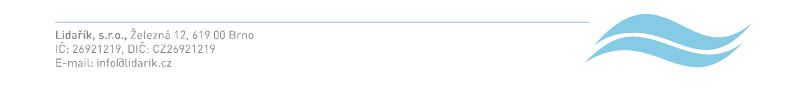 Lidařík, s.r.o., Železná 12, 619 00 Brno
IČ: 26921219, DIČ: CZ26921219
E-mail: info@lidarik.cz